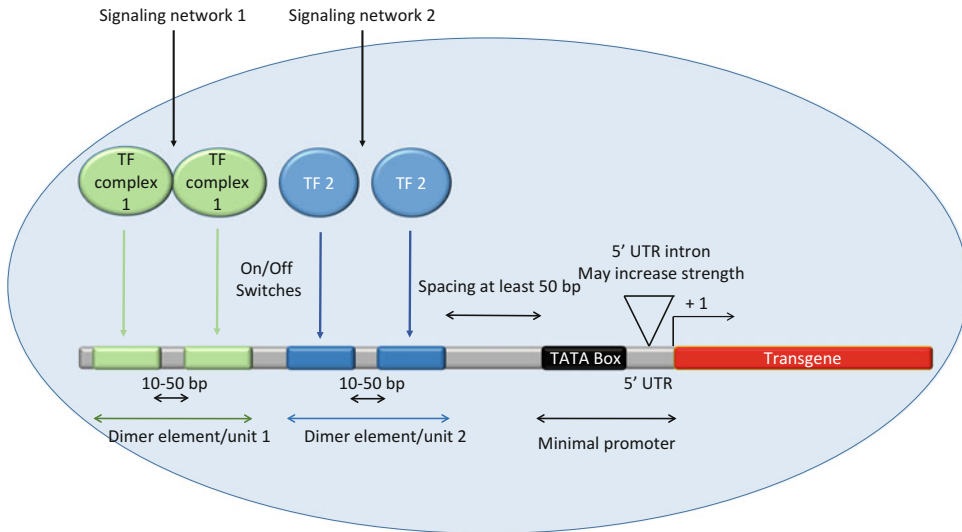 Signaling network 1
Signaling network 2
TF
complex
1
TF
complex
1
TF 2
TF 2
On/Off
Switches
Spacing at least 50 bp
5’ UTR intron
May increase strength
+ 1
TATA Box
Transgene
10-50 bp
10-50 bp
5’ UTR
Dimer element/unit 1
Dimer element/unit 2
Minimal promoter